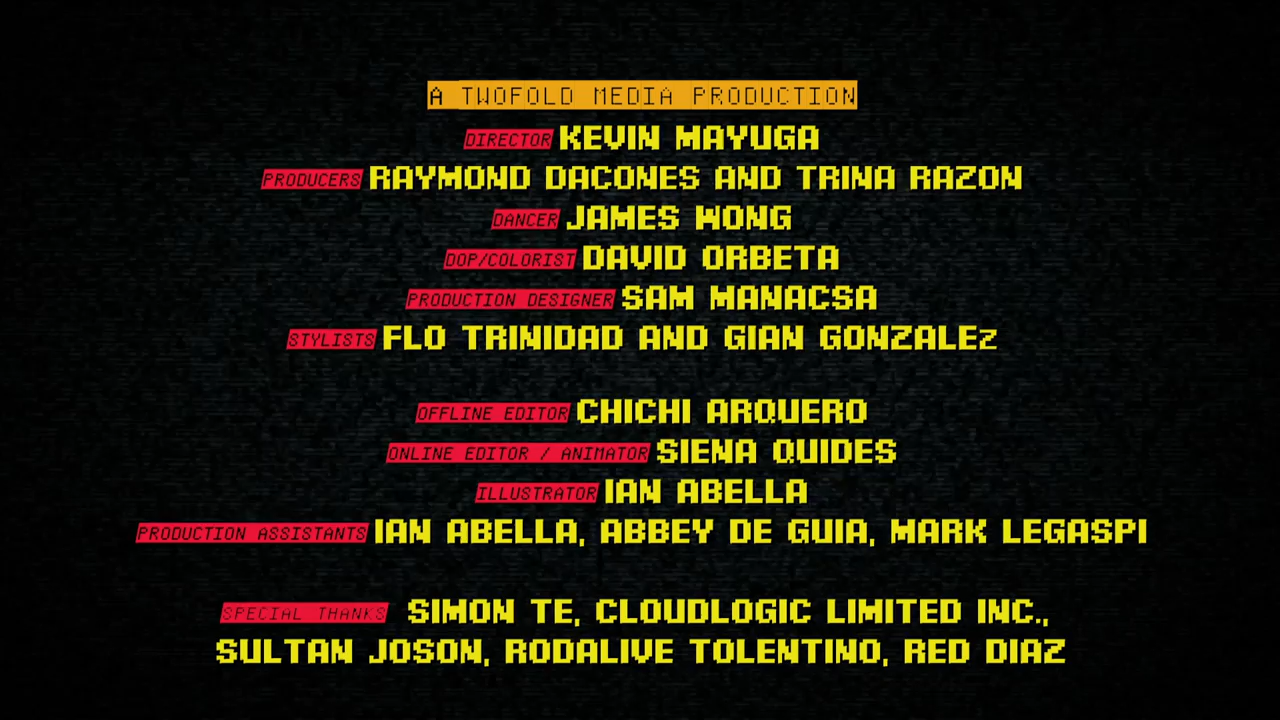 A TWOFOLD MEDIA PRODUCTION
DIRECTOR KEVIN MAYUGA
PRODUCERS RAYMOND DACONES AND TRINA RAZON
DANCER JAMES WONG
DOP/COLORIST DAVID ORBETA
PRODUCTION DESIGNER SAM MANACSA
STYLISTS FLO TRINIDAD AND GIAN GONZALEz
OFFLINE EDITOR CHICHI ARQUERO
ONLINE EDITOR / ANIMATOR SIENA QUIDES
ILLUSTRATOR IAN ABELLA
PRODUCTION ASSISTANTS IAN ABELLA, ABBEY DE GUIA, MARK LEGASPI
SPECIAL THANKS SIMON TE, CLOUDLOGIC LIMITED INC.,
SULTAN JOSON, RODALIVE TOLENTINO, RED DIAZ